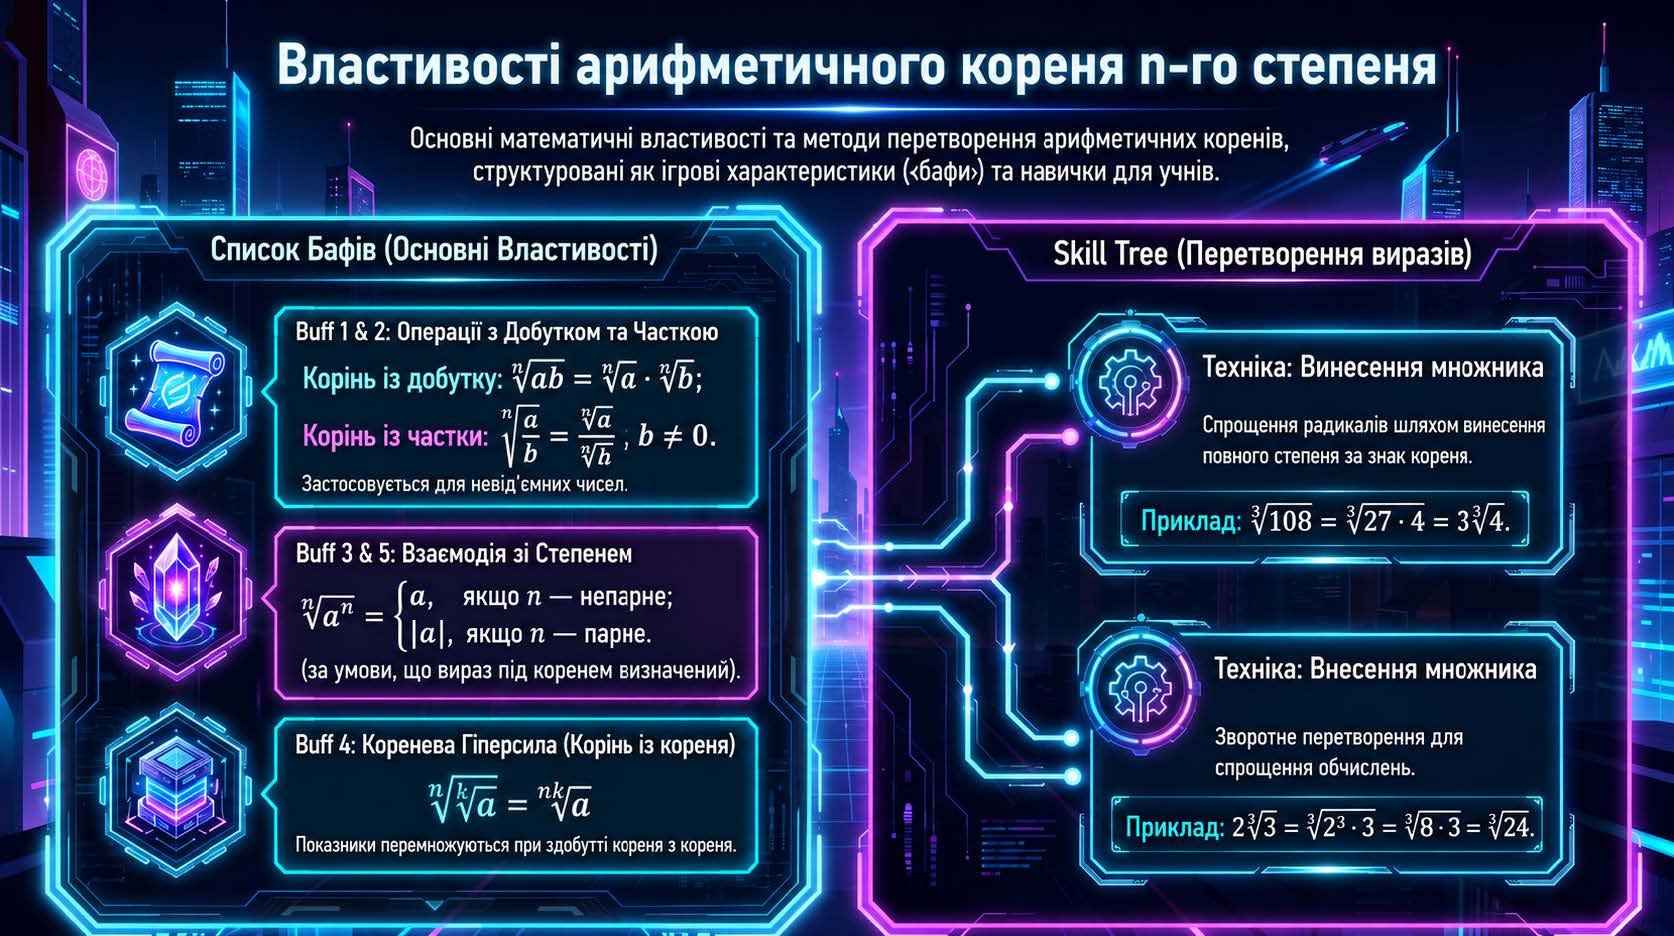 Властивості арифметичного кореня n-го степеня
Основні математичні властивості та методи перетворення арифметичних коренів,
структуровані як ігрові характеристики (‹бафи›) та навички для учнів.
Список Бафів (Основні Властивості)
Buff 1 & 2: Операції з Добутком та Часткою
Корінь із добутку: ⁿ√(ab) = ⁿ√a · ⁿ√b;
Корінь із частки: ⁿ√(a/b) = ⁿ√a / ⁿ√h , b ≠ 0.
Застосовується для невід'ємних чисел.
Buff 3 & 5: Взаємодія зі Степенем
ⁿ√(aⁿ) = { a, якщо n — непарне;
|a|, якщо n — парне.
(за умови, що вираз під коренем визначений).
Buff 4: Коренева Гіперсила (Корінь із кореня)
ⁿ√(ᵏ√a) = ⁿᵏ√a
Показники перемножуються при здобутті кореня з кореня.
Skill Tree (Перетворення виразів)
Техніка: Винесення множника
Спрощення радикалів шляхом винесення
повного степеня за знак кореня.
Приклад: ³√108 = ³√(27 · 4) = 3³√4.
Техніка: Внесення множника
Зворотне перетворення для
спрощення обчислень.
Приклад: 2³√3 = ³√(2³ · 3) = ³√(8 · 3) = ³√24.